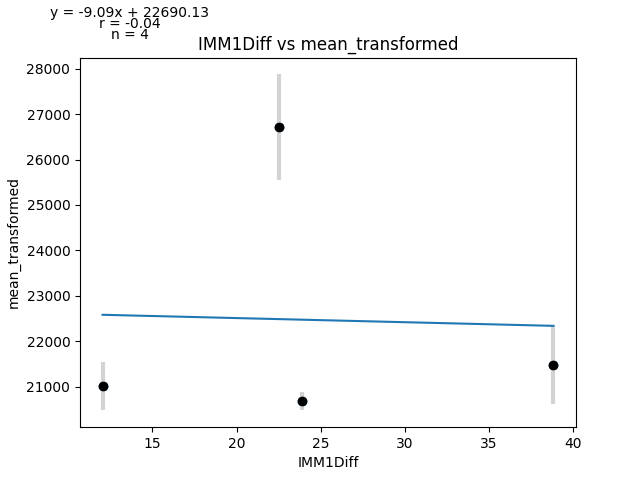 y = -9.09x + 22690.13
r = -0.04
n = 4
IMM1Diff vs mean_transformed
28000
27000
26000
25000
24000
23000
22000
21000
mean_transformed
15 20 25 30 35 40
IMM1Diff